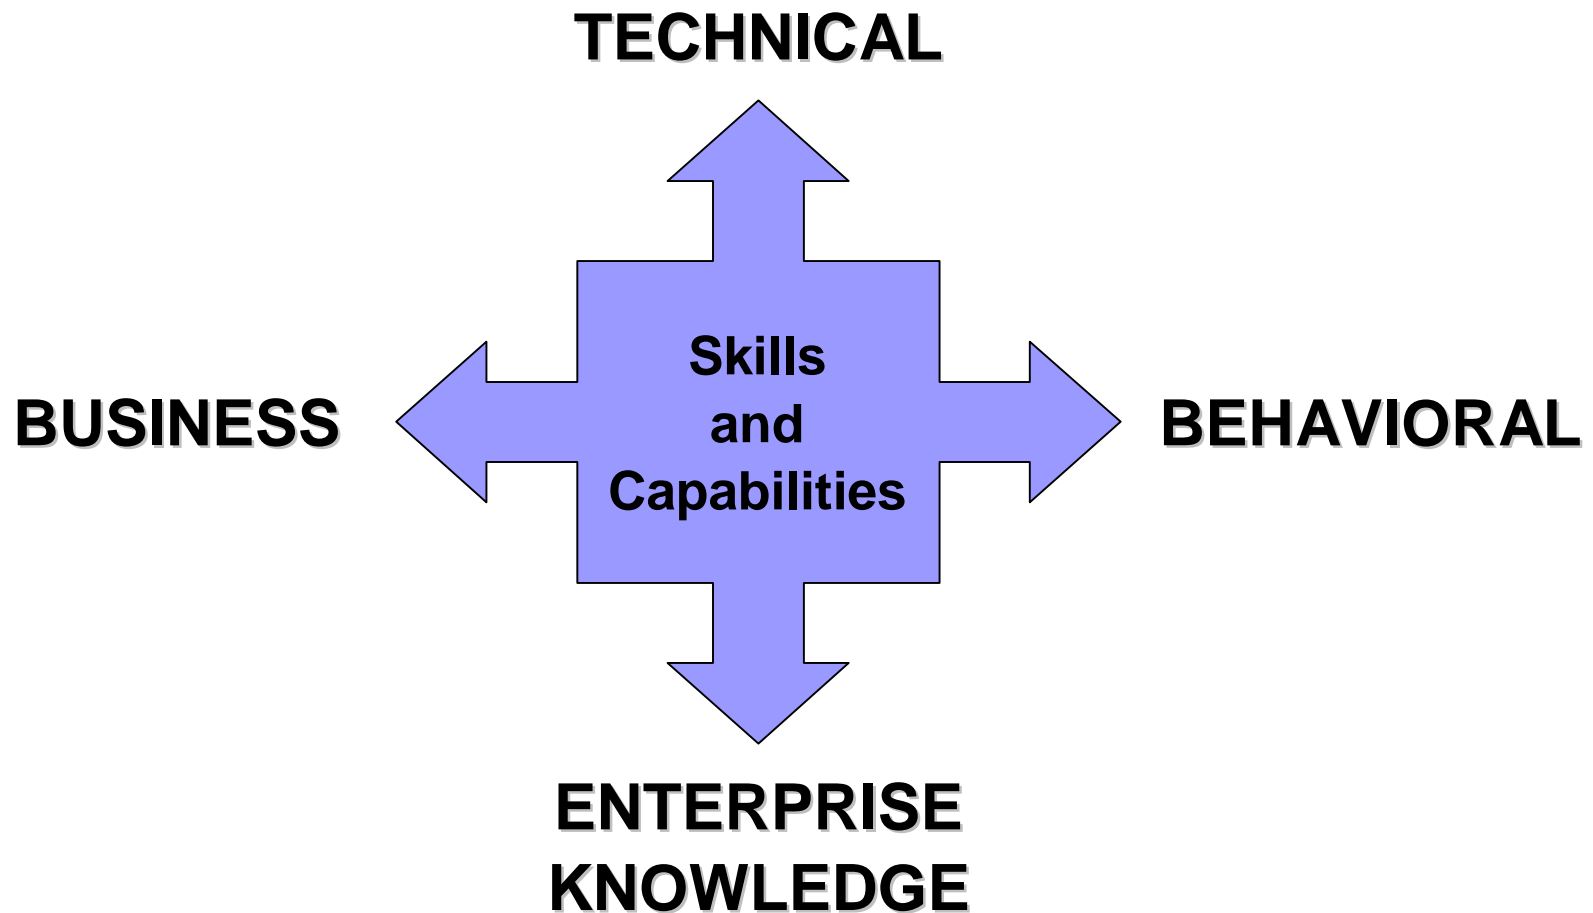 TECHNICAL
Skills
and
Capabilities
BUSINESS
BEHAVIORAL
ENTERPRISE
KNOWLEDGE